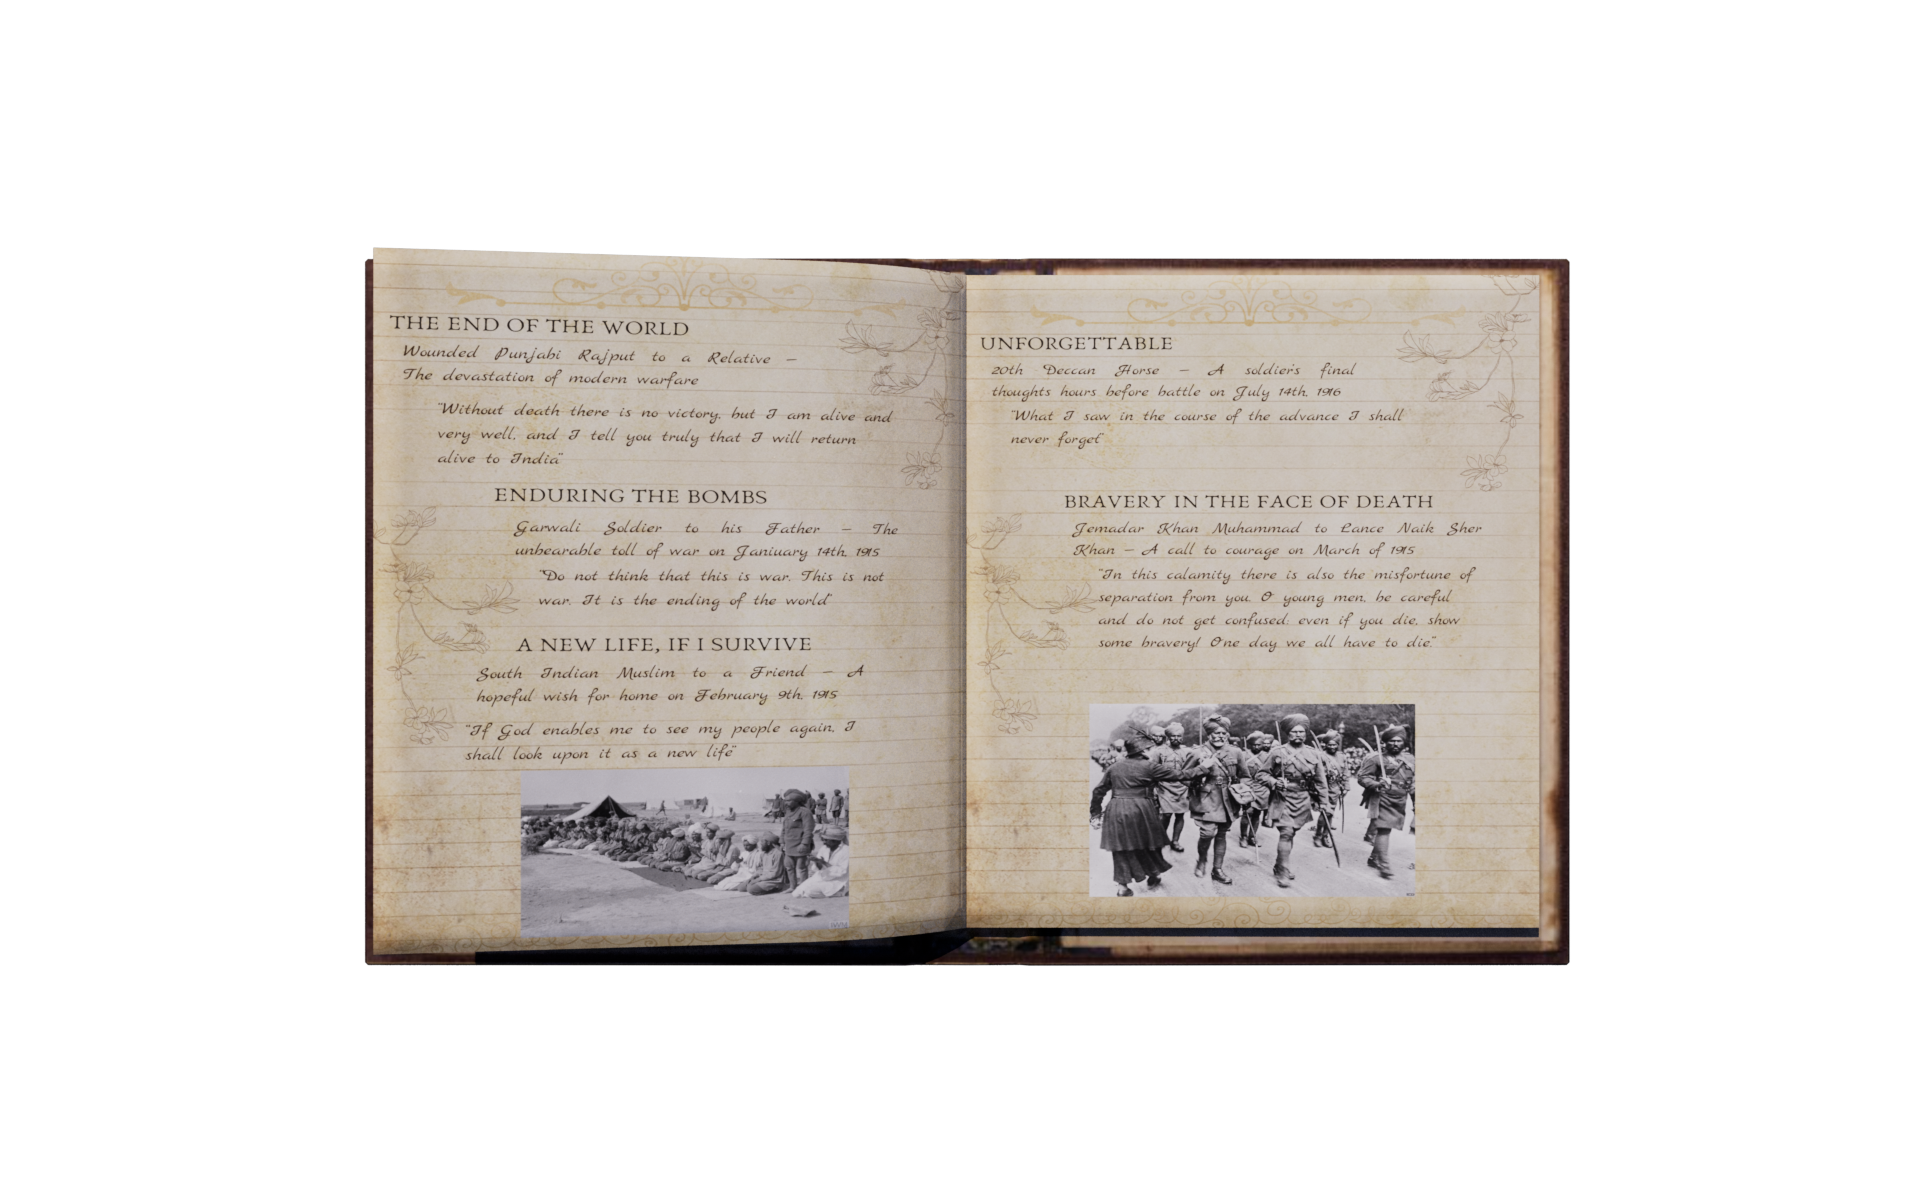 THE END OF THE WORLD
Wounded Punjabi Rajput to a Relative –
The devastation of modern warfare
"Without death there is no victory, but I am alive and
very well, and I tell you truly that I will return
alive to India"
ENDURING THE BOMBS
Garwali Soldier to his Father – The
unbearable toll of war on Janiuary 14th, 1915
"Do not think that this is war. This is not
war. It is the ending of the world"
A NEW LIFE, IF I SURVIVE
South Indian Muslim to a Friend – A
hopeful wish for home on February 9th, 1915
"If God enables me to see my people again, I
shall look upon it as a new life"
UNFORGETTABLE
20th Deccan Horse – A soldier's final
thoughts hours before battle on July 14th, 1916
"What I saw in the course of the advance I shall
never forget"
BRAVERY IN THE FACE OF DEATH
Jemadar Khan Muhammad to Lance Naik Sher
Khan – A call to courage on March of 1915
"In this calamity there is also the misfortune of
separation from you. O young men, be careful
and do not get confused; even if you die, show
some bravery! One day we all have to die"